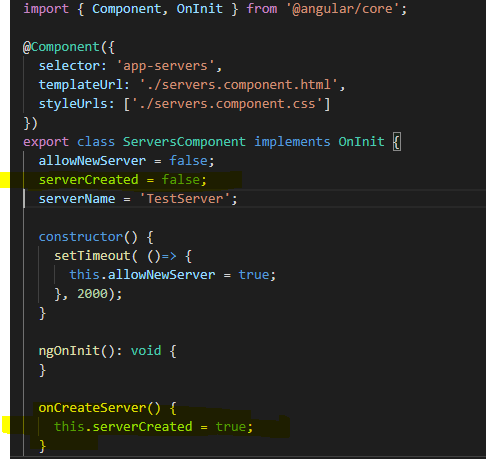 import { Component, OnInit } from '@angular/core';
@Component({
  selector: 'app-servers',
  templateUrl: './servers.component.html',
  styleUrls: ['./servers.component.css']
})
export class ServersComponent implements OnInit {
  allowNewServer = false;
  serverCreated = false;
  serverName = 'TestServer';
  constructor() {
    setTimeout( ()=> {
      this.allowNewServer = true;
    }, 2000);
  }
  ngOnInit(): void {
  }
  onCreateServer() {
    this.serverCreated = true;
  }